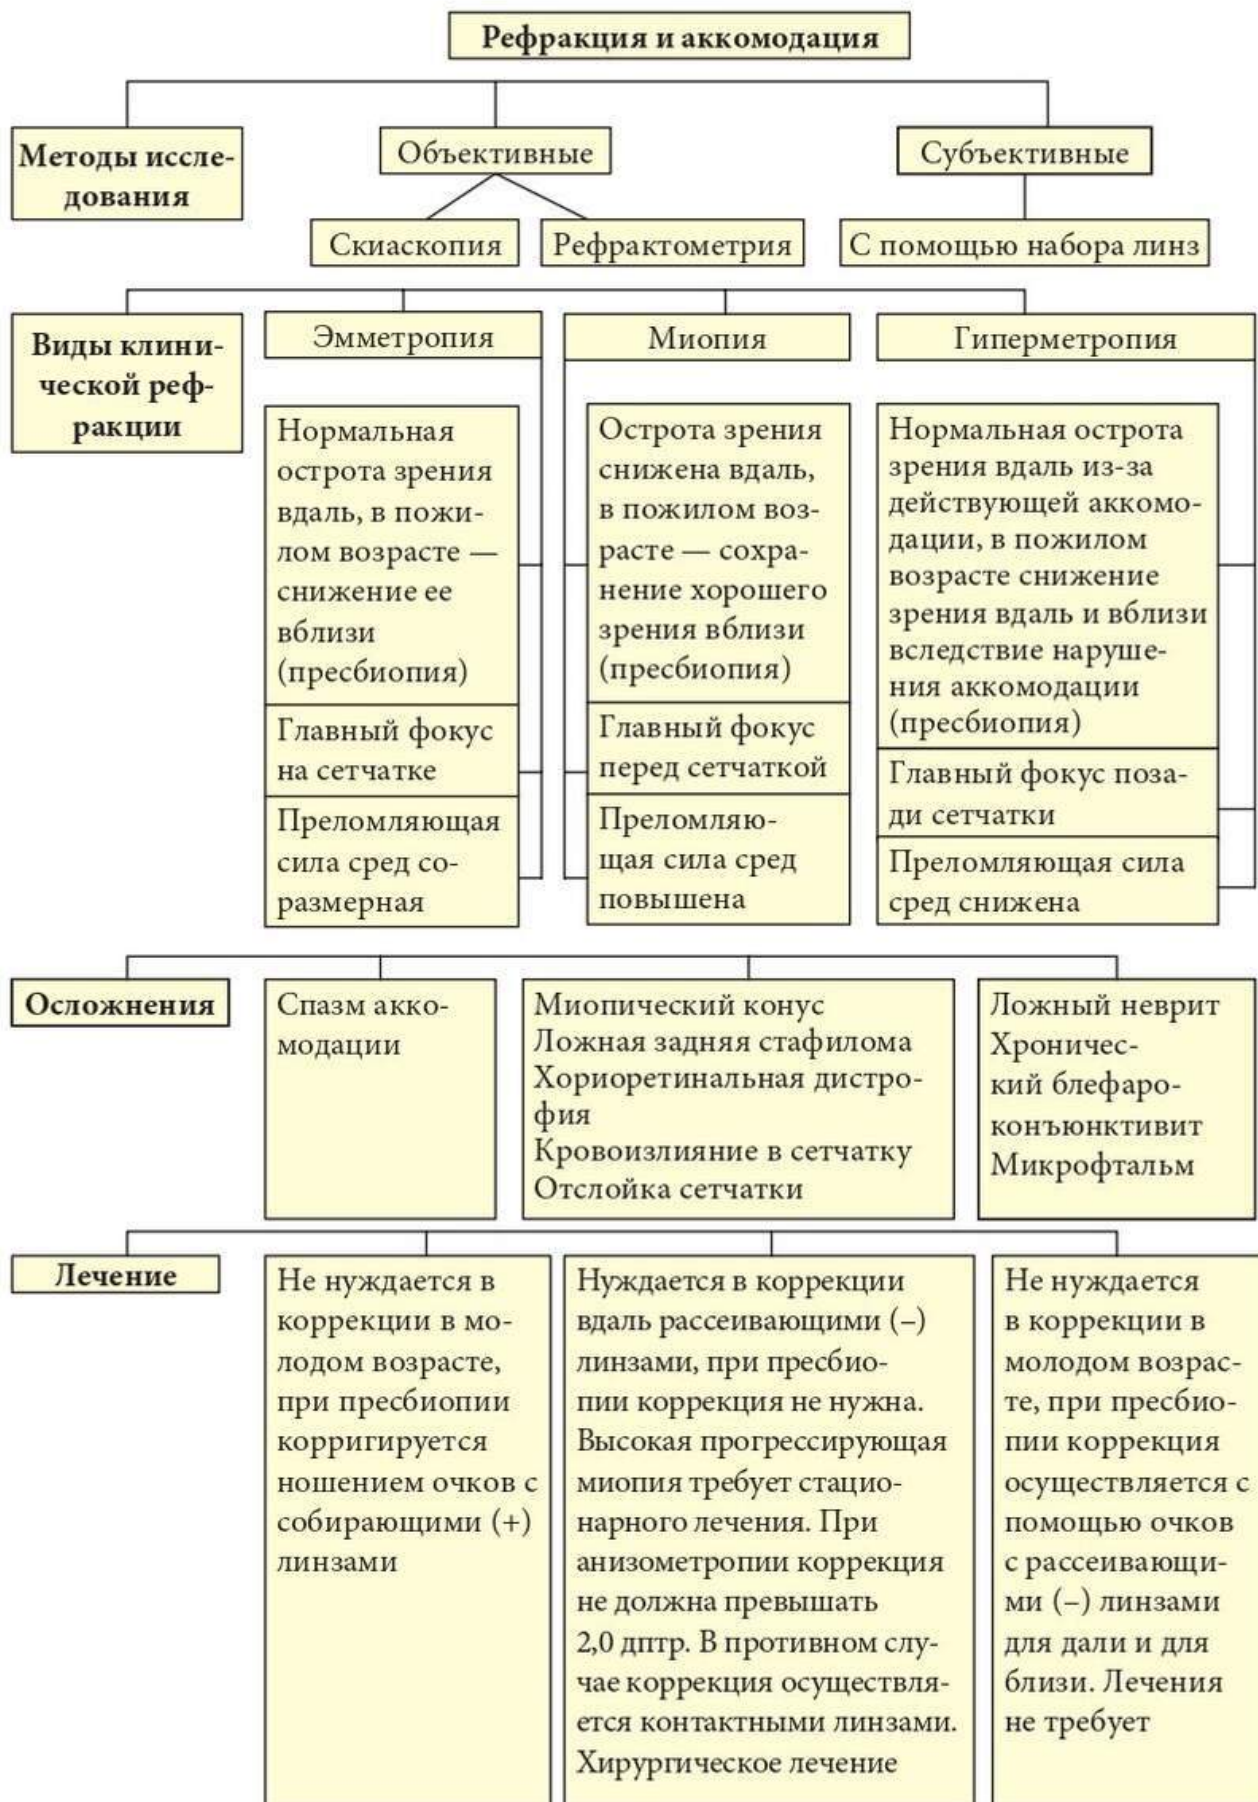 Рефракция и аккомодация
Методы иссле-
дования
Объективные
Субъективные
Скиаскопия
Рефрактометрия
С помощью набора линз
Виды клини-
ческой реф-
ракции
Эмметропия
Миопия
Гиперметропия
Нормальная
острота зрения
вдаль, в пожи-
лом возрасте —
снижение ее
вблизи
(пресбиопия)
Главный фокус
на сетчатке
Преломляющая
сила сред со-
размерная
Острота зрения
снижена вдаль,
в пожилом воз-
расте — сохра-
нение хорошего
зрения вблизи
(пресбиопия)
Главный фокус
перед сетчаткой
Преломляю-
щая сила сред
повышена
Нормальная острота
зрения вдаль из-за
действующей аккомо-
дации, в пожилом
возрасте снижение
зрения вдаль и вблизи
вследствие наруше-
ния аккомодации
(пресбиопия)
Главный фокус поза-
ди сетчатки
Преломляющая сила
сред снижена
Осложнения
Спазм акко-
модации
Миопический конус
Ложная задняя стафилома
Хориоретинальная дистро-
фия
Кровоизлияние в сетчатку
Отслойка сетчатки
Ложный неврит
Хроничес-
кий блефаро-
конъюнктивит
Микрофтальм
Лечение
Не нуждается в
коррекции в мо-
лодом возрасте,
при пресбиопии
корригируется
ношением очков с
собирающими (+)
линзами
Нуждается в коррекции
вдаль рассеивающими (–)
линзами, при пресбио-
пии коррекция не нужна.
Высокая прогрессирующая
миопия требует стацио-
нарного лечения. При
анизометропии коррекция
не должна превышать
2,0 дптр. В противном слу-
чае коррекция осуществля-
ется контактными линзами.
Хирургическое лечение
Не нуждается
в коррекции в
молодом возрас-
те, при пресбио-
пии коррекция
осуществляется с
помощью очков
с рассеивающи-
ми (–) линзами
для дали и для
близи. Лечения
не требует